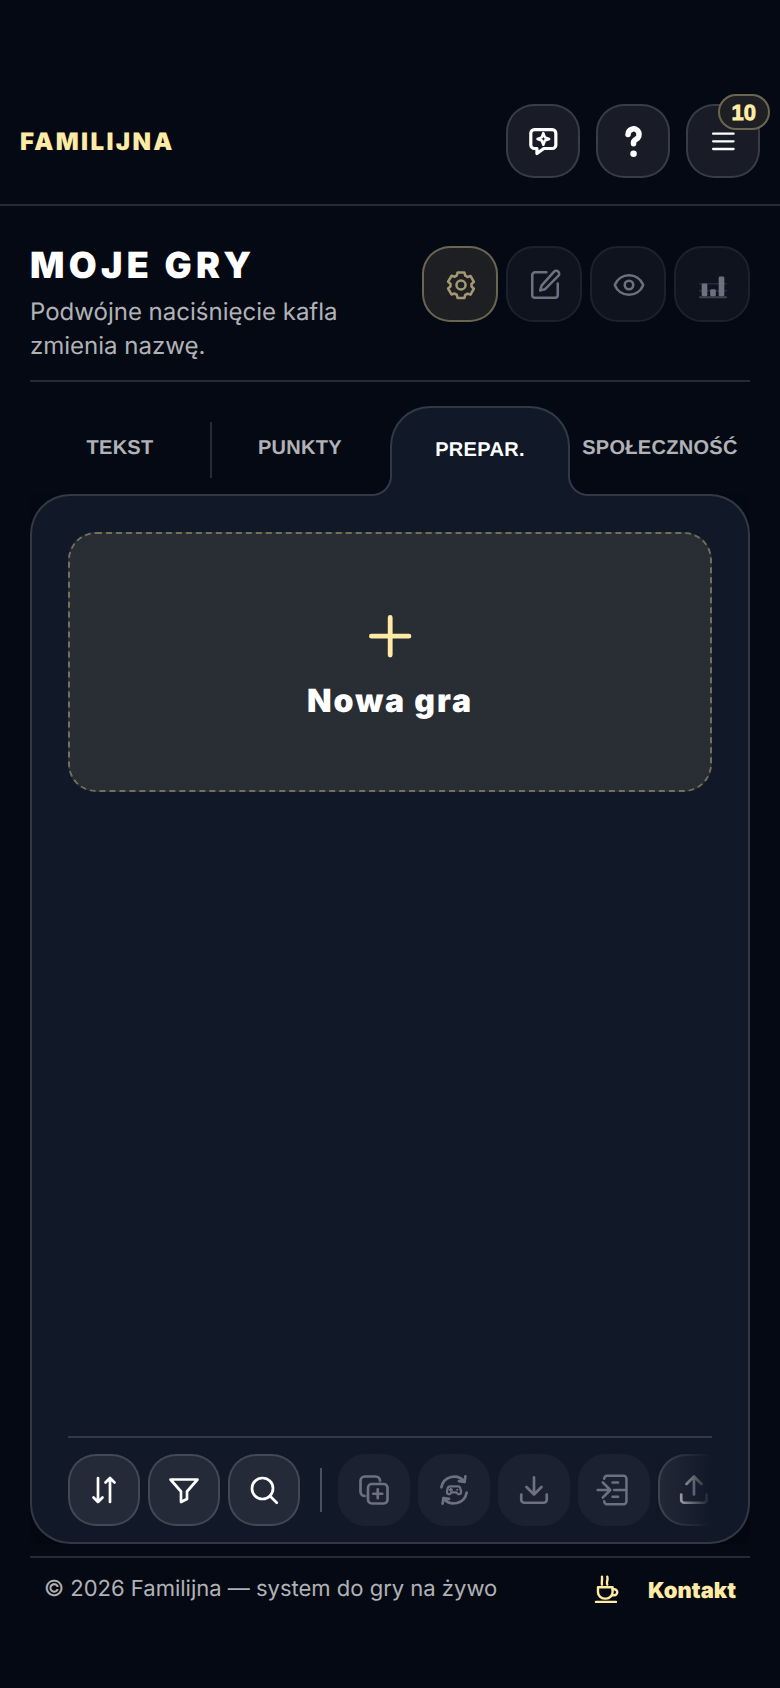 FAMILIJNA
10
MOJE GRY
Podwójne naciśnięcie kafla
zmienia nazwę.
TEKST
PUNKTY
PREPAR.
SPOŁECZNOŚĆ
Nowa gra
© 2026 Familijna — system do gry na żywo
Kontakt